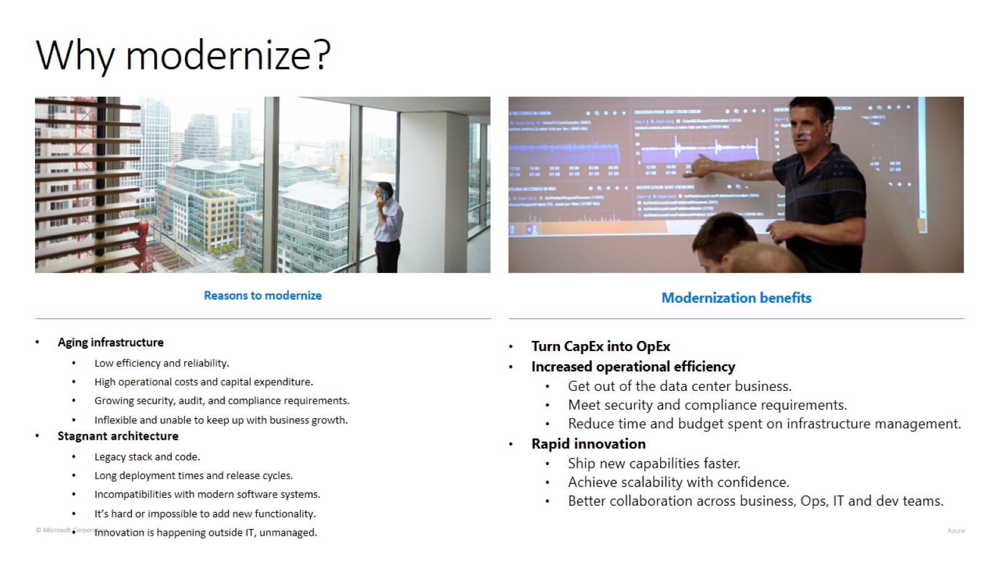 Why modernize?
OBSERVATIONS SENT FROM ORION
Reasons to modernize
Modernization benefits
• Aging infrastructure
• Low efficiency and reliability.
• High operational costs and capital expenditure.
• Growing security, audit, and compliance requirements.
• Inflexible and unable to keep up with business growth.
• Stagnant architecture
• Legacy stack and code.
• Long deployment times and release cycles.
• Incompatibilities with modern software systems.
• It’s hard or impossible to add new functionality.
• Innovation is happening outside IT, unmanaged.
• Turn CapEx into OpEx
• Increased operational efficiency
• Get out of the data center business.
• Meet security and compliance requirements.
• Reduce time and budget spent on infrastructure management.
• Rapid innovation
• Ship new capabilities faster.
• Achieve scalability with confidence.
• Better collaboration across business, Ops, IT and dev teams.
© Microsoft Corporation
Azure